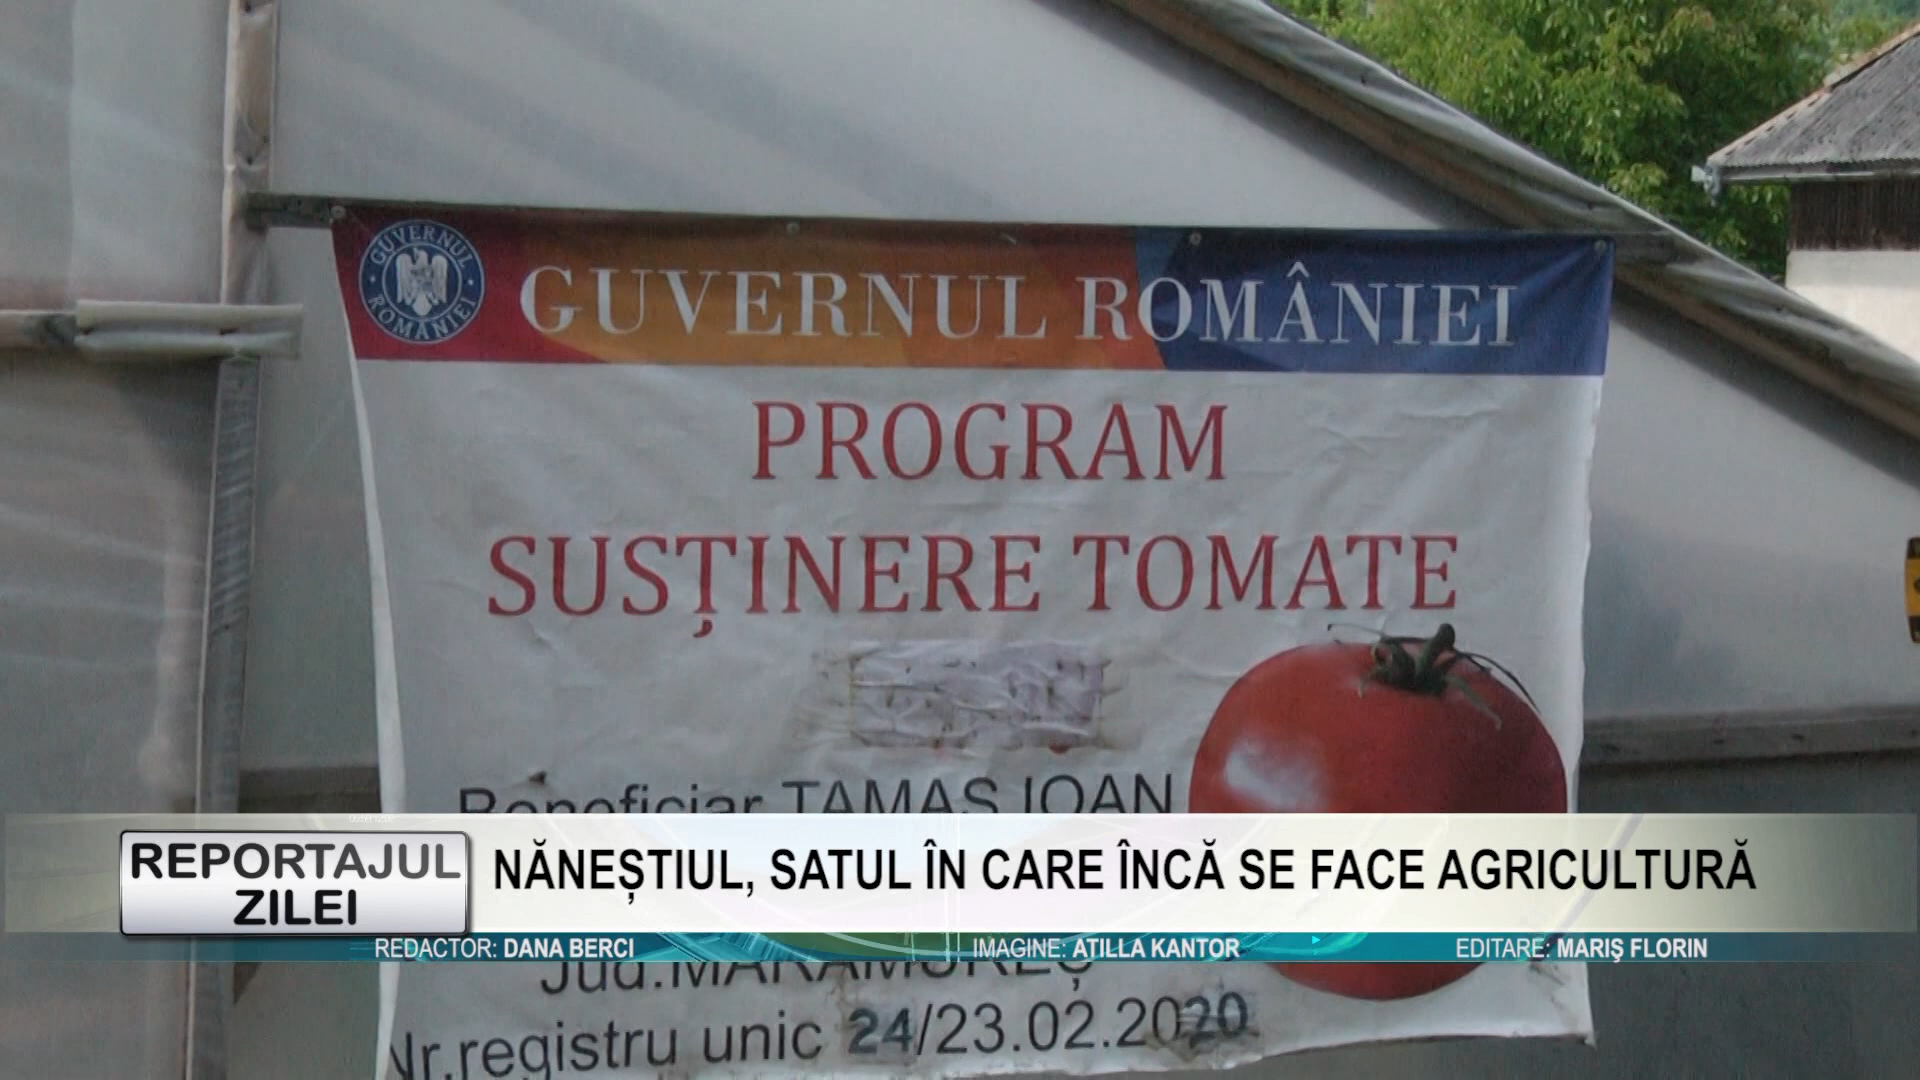 GUVERNUL ROMÂNIEI
GUVERNUL ROMÂNIEI
PROGRAM
SUSȚINERE TOMATE
Beneficiar TAMAS IOAN
REPORTAJUL
ZILEI
NĂNEȘTIUL, SATUL ÎN CARE ÎNCĂ SE FACE AGRICULTURĂ
REDACTOR: DANA BERCI IMAGINE: ATILLA KANTOR EDITARE: MARIŞ FLORIN
Jud.MARAMUREȘ
Nr.registru unic 24/23.02.2020